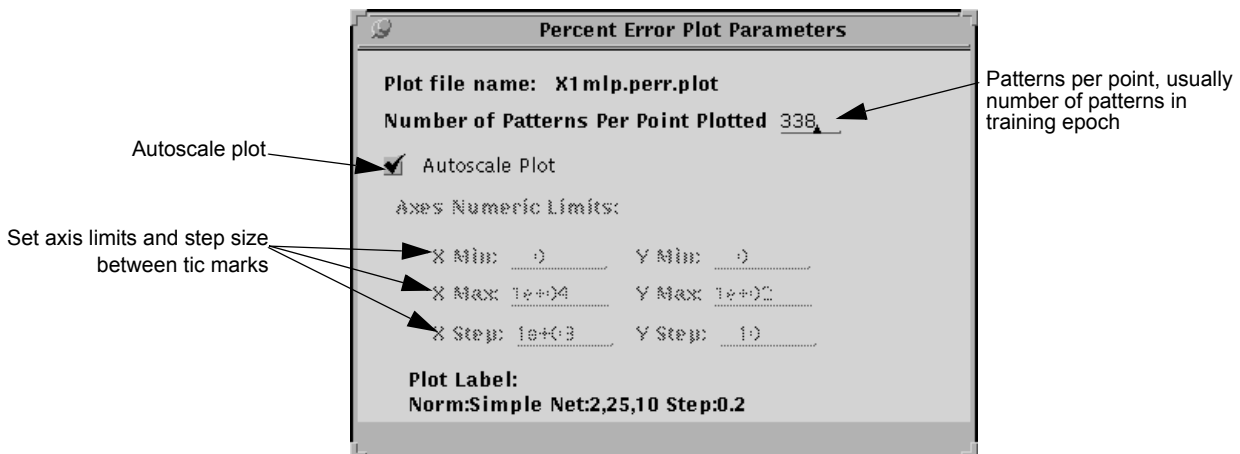 Percent Error Plot Parameters
Plot file name: X1mlp.perr.plot
Number of Patterns Per Point Plotted 338
Patterns per point, usually
number of patterns in
training epoch
Autoscale plot
Autoscale Plot
Axes Numeric Limits:
Set axis limits and step size
between tic marks
X Min: 0 Y Min: 0
X Max: 1e+04 Y Max: 1e+02
X Step: 1e+03 Y Step: 10
Plot Label:
Norm:Simple Net:2,25,10 Step:0.2